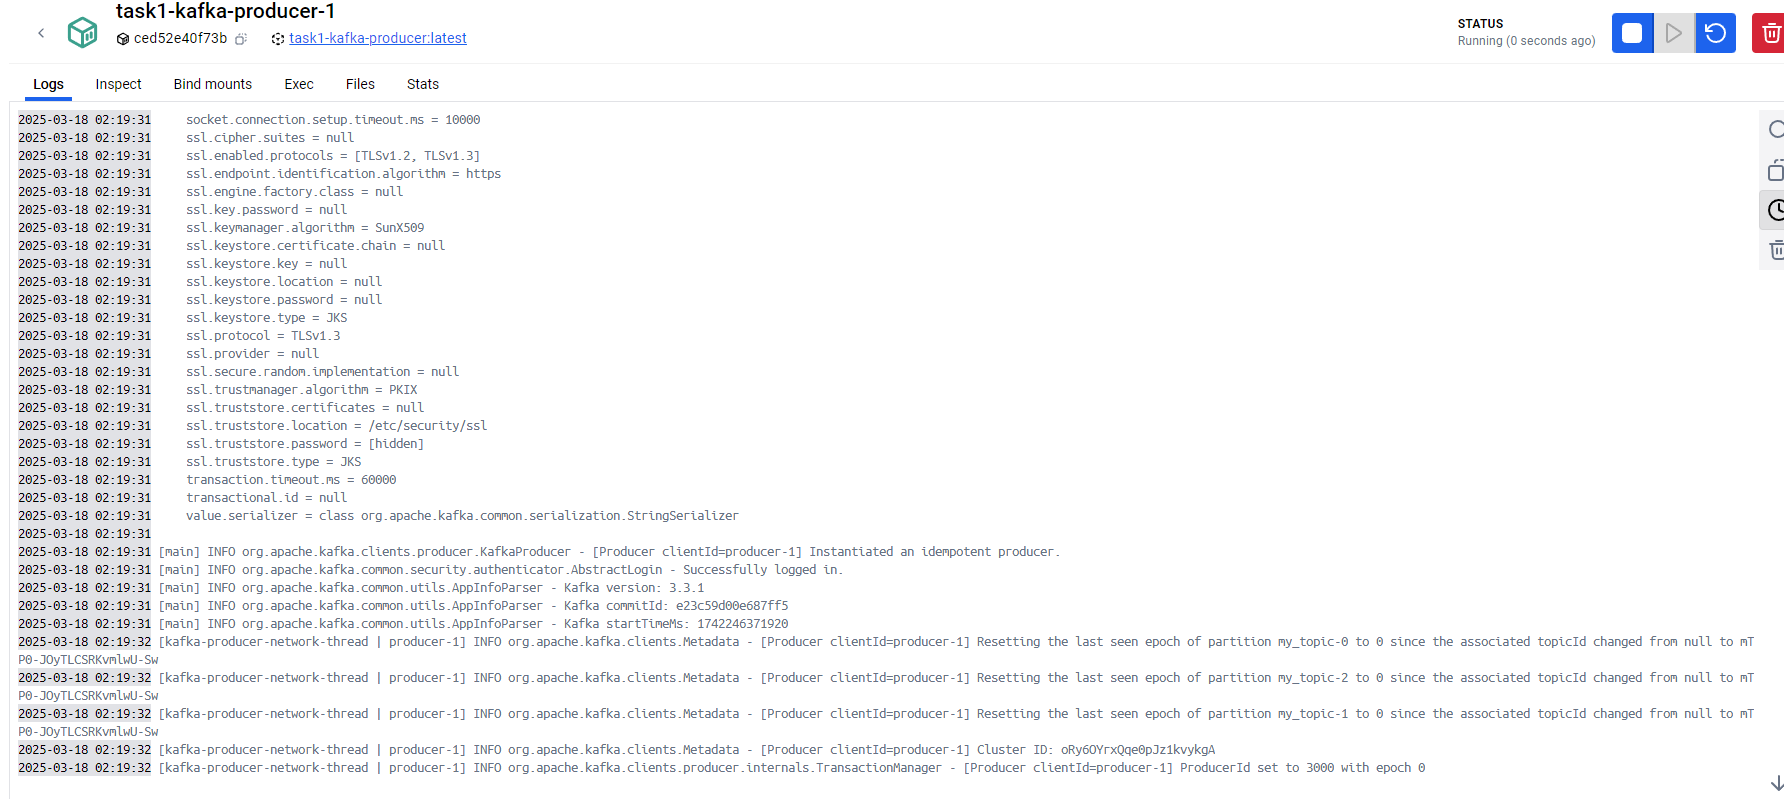 task1-kafka-producer-1
ced52e40f73b
task1-kafka-producer:latest
STATUS
Running (0 seconds ago)
Logs Inspect Bind mounts Exec Files Stats
2025-03-18 02:19:31 socket.connection.setup.timeout.ms = 10000
2025-03-18 02:19:31 ssl.cipher.suites = null
2025-03-18 02:19:31 ssl.enabled.protocols = [TLSv1.2, TLSv1.3]
2025-03-18 02:19:31 ssl.endpoint.identification.algorithm = https
2025-03-18 02:19:31 ssl.engine.factory.class = null
2025-03-18 02:19:31 ssl.key.password = null
2025-03-18 02:19:31 ssl.keymanager.algorithm = SunX509
2025-03-18 02:19:31 ssl.keystore.certificate.chain = null
2025-03-18 02:19:31 ssl.keystore.key = null
2025-03-18 02:19:31 ssl.keystore.location = null
2025-03-18 02:19:31 ssl.keystore.password = null
2025-03-18 02:19:31 ssl.keystore.type = JKS
2025-03-18 02:19:31 ssl.protocol = TLSv1.3
2025-03-18 02:19:31 ssl.provider = null
2025-03-18 02:19:31 ssl.secure.random.implementation = null
2025-03-18 02:19:31 ssl.trustmanager.algorithm = PKIX
2025-03-18 02:19:31 ssl.truststore.certificates = null
2025-03-18 02:19:31 ssl.truststore.location = /etc/security/ssl
2025-03-18 02:19:31 ssl.truststore.password = [hidden]
2025-03-18 02:19:31 ssl.truststore.type = JKS
2025-03-18 02:19:31 transaction.timeout.ms = 60000
2025-03-18 02:19:31 transactional.id = null
2025-03-18 02:19:31 value.serializer = class org.apache.kafka.common.serialization.StringSerializer
2025-03-18 02:19:31
2025-03-18 02:19:31 [main] INFO org.apache.kafka.clients.producer.KafkaProducer - [Producer clientId=producer-1] Instantiated an idempotent producer.
2025-03-18 02:19:31 [main] INFO org.apache.kafka.common.security.authenticator.AbstractLogin - Successfully logged in.
2025-03-18 02:19:31 [main] INFO org.apache.kafka.common.utils.AppInfoParser - Kafka version: 3.3.1
2025-03-18 02:19:31 [main] INFO org.apache.kafka.common.utils.AppInfoParser - Kafka commitId: e23c59d00e687ff5
2025-03-18 02:19:31 [main] INFO org.apache.kafka.common.utils.AppInfoParser - Kafka startTimeMs: 1742246371920
2025-03-18 02:19:32 [kafka-producer-network-thread | producer-1] INFO org.apache.kafka.clients.Metadata - [Producer clientId=producer-1] Resetting the last seen epoch of partition my_topic-0 to 0 since the associated topicId changed from null to mT
P0-JOyTLCSRKvmlwU-Sw
2025-03-18 02:19:32 [kafka-producer-network-thread | producer-1] INFO org.apache.kafka.clients.Metadata - [Producer clientId=producer-1] Resetting the last seen epoch of partition my_topic-2 to 0 since the associated topicId changed from null to mT
P0-JOyTLCSRKvmlwU-Sw
2025-03-18 02:19:32 [kafka-producer-network-thread | producer-1] INFO org.apache.kafka.clients.Metadata - [Producer clientId=producer-1] Resetting the last seen epoch of partition my_topic-1 to 0 since the associated topicId changed from null to mT
P0-JOyTLCSRKvmlwU-Sw
2025-03-18 02:19:32 [kafka-producer-network-thread | producer-1] INFO org.apache.kafka.clients.Metadata - [Producer clientId=producer-1] Cluster ID: oRy6OYrxQqe0pJz1kvykgA
2025-03-18 02:19:32 [kafka-producer-network-thread | producer-1] INFO org.apache.kafka.clients.producer.internals.TransactionManager - [Producer clientId=producer-1] ProducerId set to 3000 with epoch 0